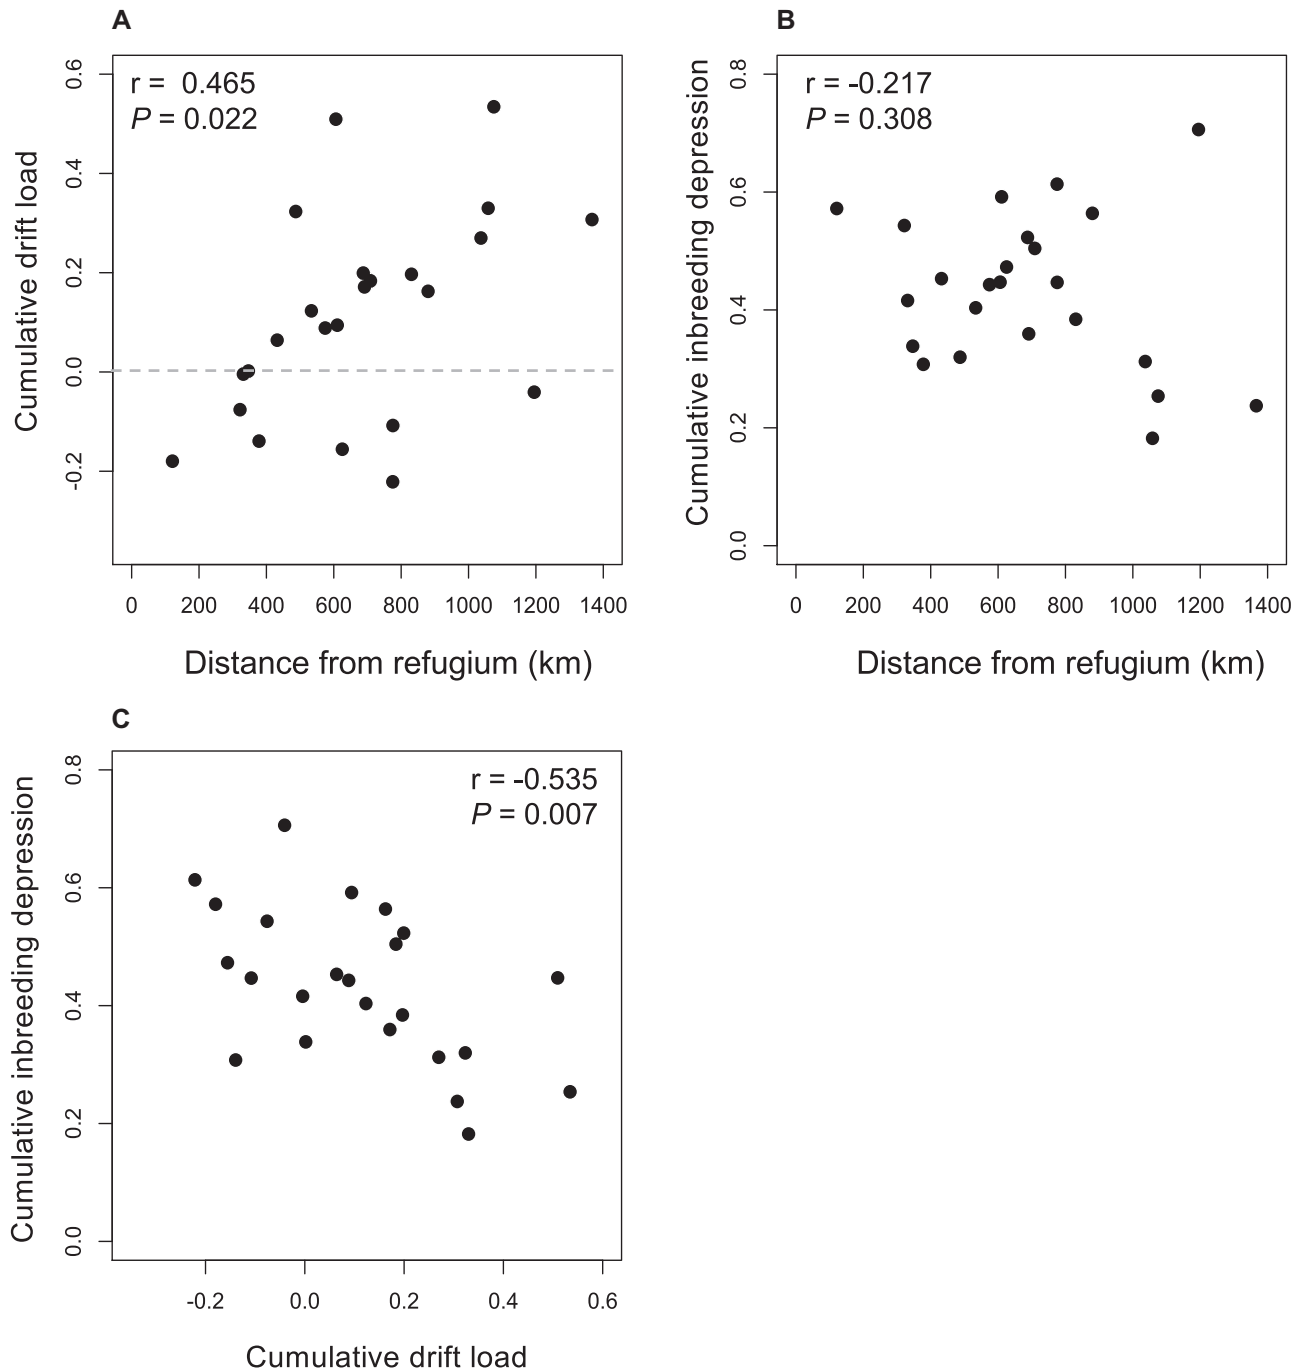 A
r = 0.465
P = 0.022
Cumulative drift load
0.6
0.4
0.2
0.0
-0.2
0 200 400 600 800 1000 1200 1400
Distance from refugium (km)
B
r = -0.217
P = 0.308
Cumulative inbreeding depression
0.8
0.6
0.4
0.2
0.0
0 200 400 600 800 1000 1200 1400
Distance from refugium (km)
C
r = -0.535
P = 0.007
Cumulative inbreeding depression
0.8
0.6
0.4
0.2
0.0
-0.2 0.0 0.2 0.4 0.6
Cumulative drift load